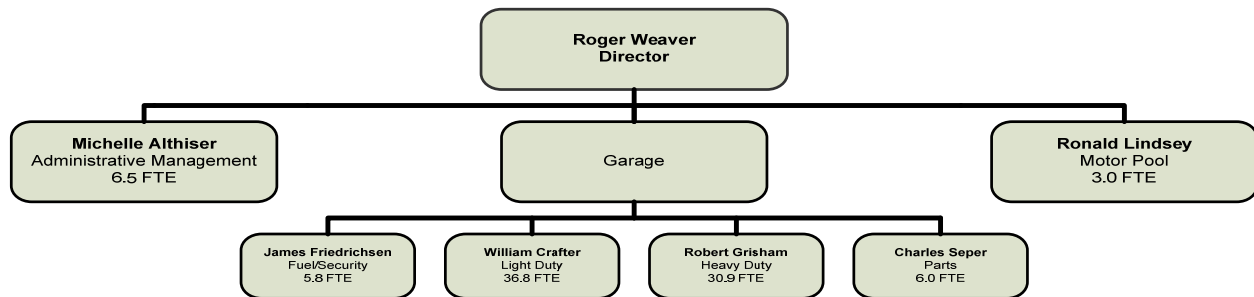 Roger Weaver
Director
Michelle Althiser
Administrative Management
6.5 FTE
Garage
Ronald Lindsey
Motor Pool
3.0 FTE
James Friedrichsen
Fuel/Security
5.8 FTE
William Crafter
Light Duty
36.8 FTE
Robert Grisham
Heavy Duty
30.9 FTE
Charles Seper
Parts
6.0 FTE